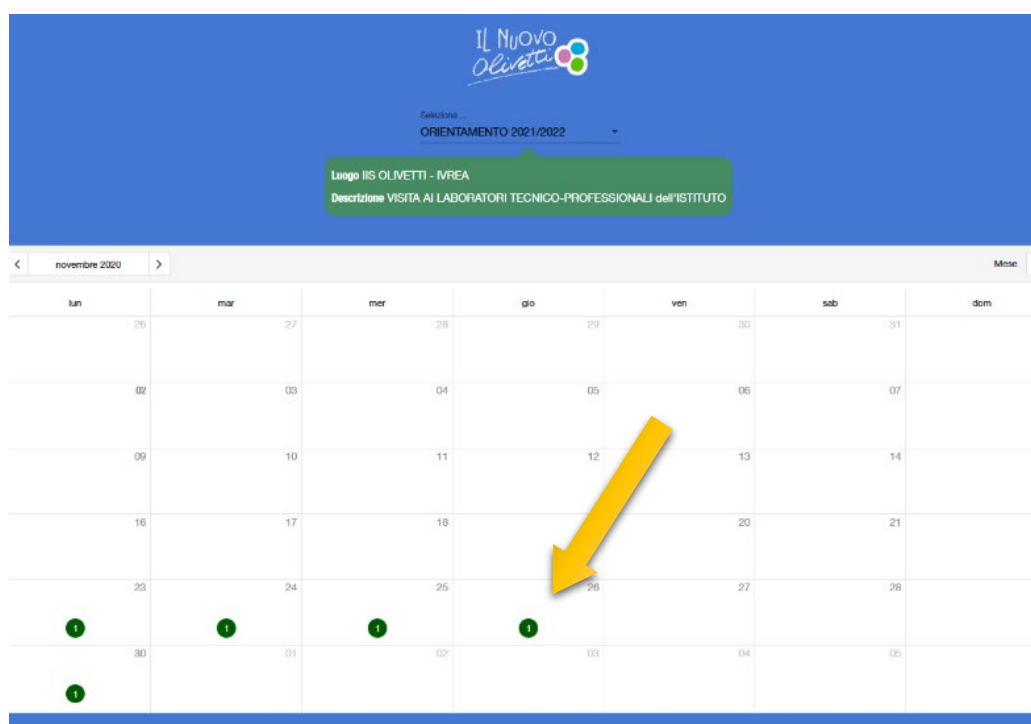 Il Nuovo
Olivetti
Seleziona ...
ORIENTAMENTO 2021/2022
Luogo IIS OLIVETTI - IVREA
Descrizione VISITA AI LABORATORI TECNICO-PROFESSIONALI dell'ISTITUTO
< novembre 2020 > Mese
lun mar mer gio ven sab dom
26 27 28 29 30 31
02 03 04 05 06 07
09 10 11 12 13 14
16 17 18 20 21
23 24 25 26 27 28
1 1 1 1
30 01 02 03 04 05
1